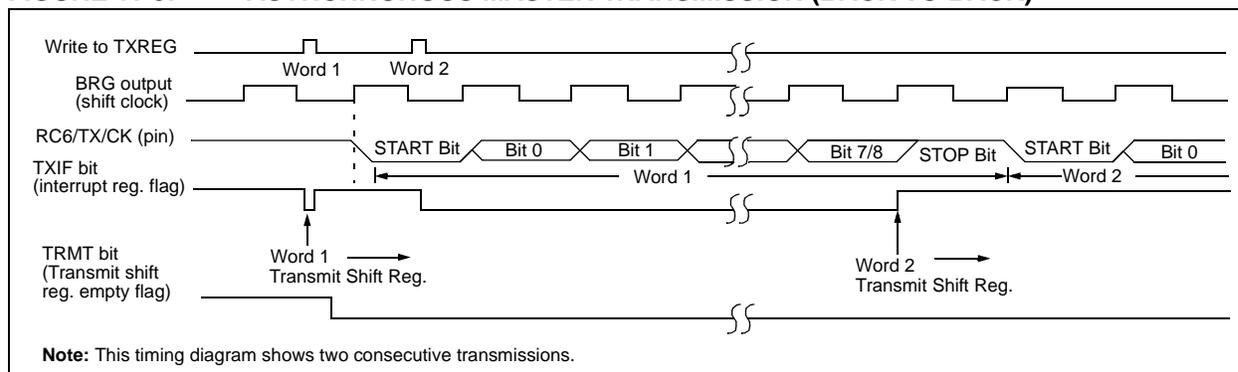 Write to TXREG
Word 1
Word 2
BRG output
(shift clock)
RC6/TX/CK (pin)
START Bit
Bit 0
Bit 1
Bit 7/8
STOP Bit
START Bit
Bit 0
Word 1
Word 2
TXIF bit
(interrupt reg. flag)
Word 1
Transmit Shift Reg.
Word 2
Transmit Shift Reg.
TRMT bit
(Transmit shift
reg. empty flag)
Note: This timing diagram shows two consecutive transmissions.